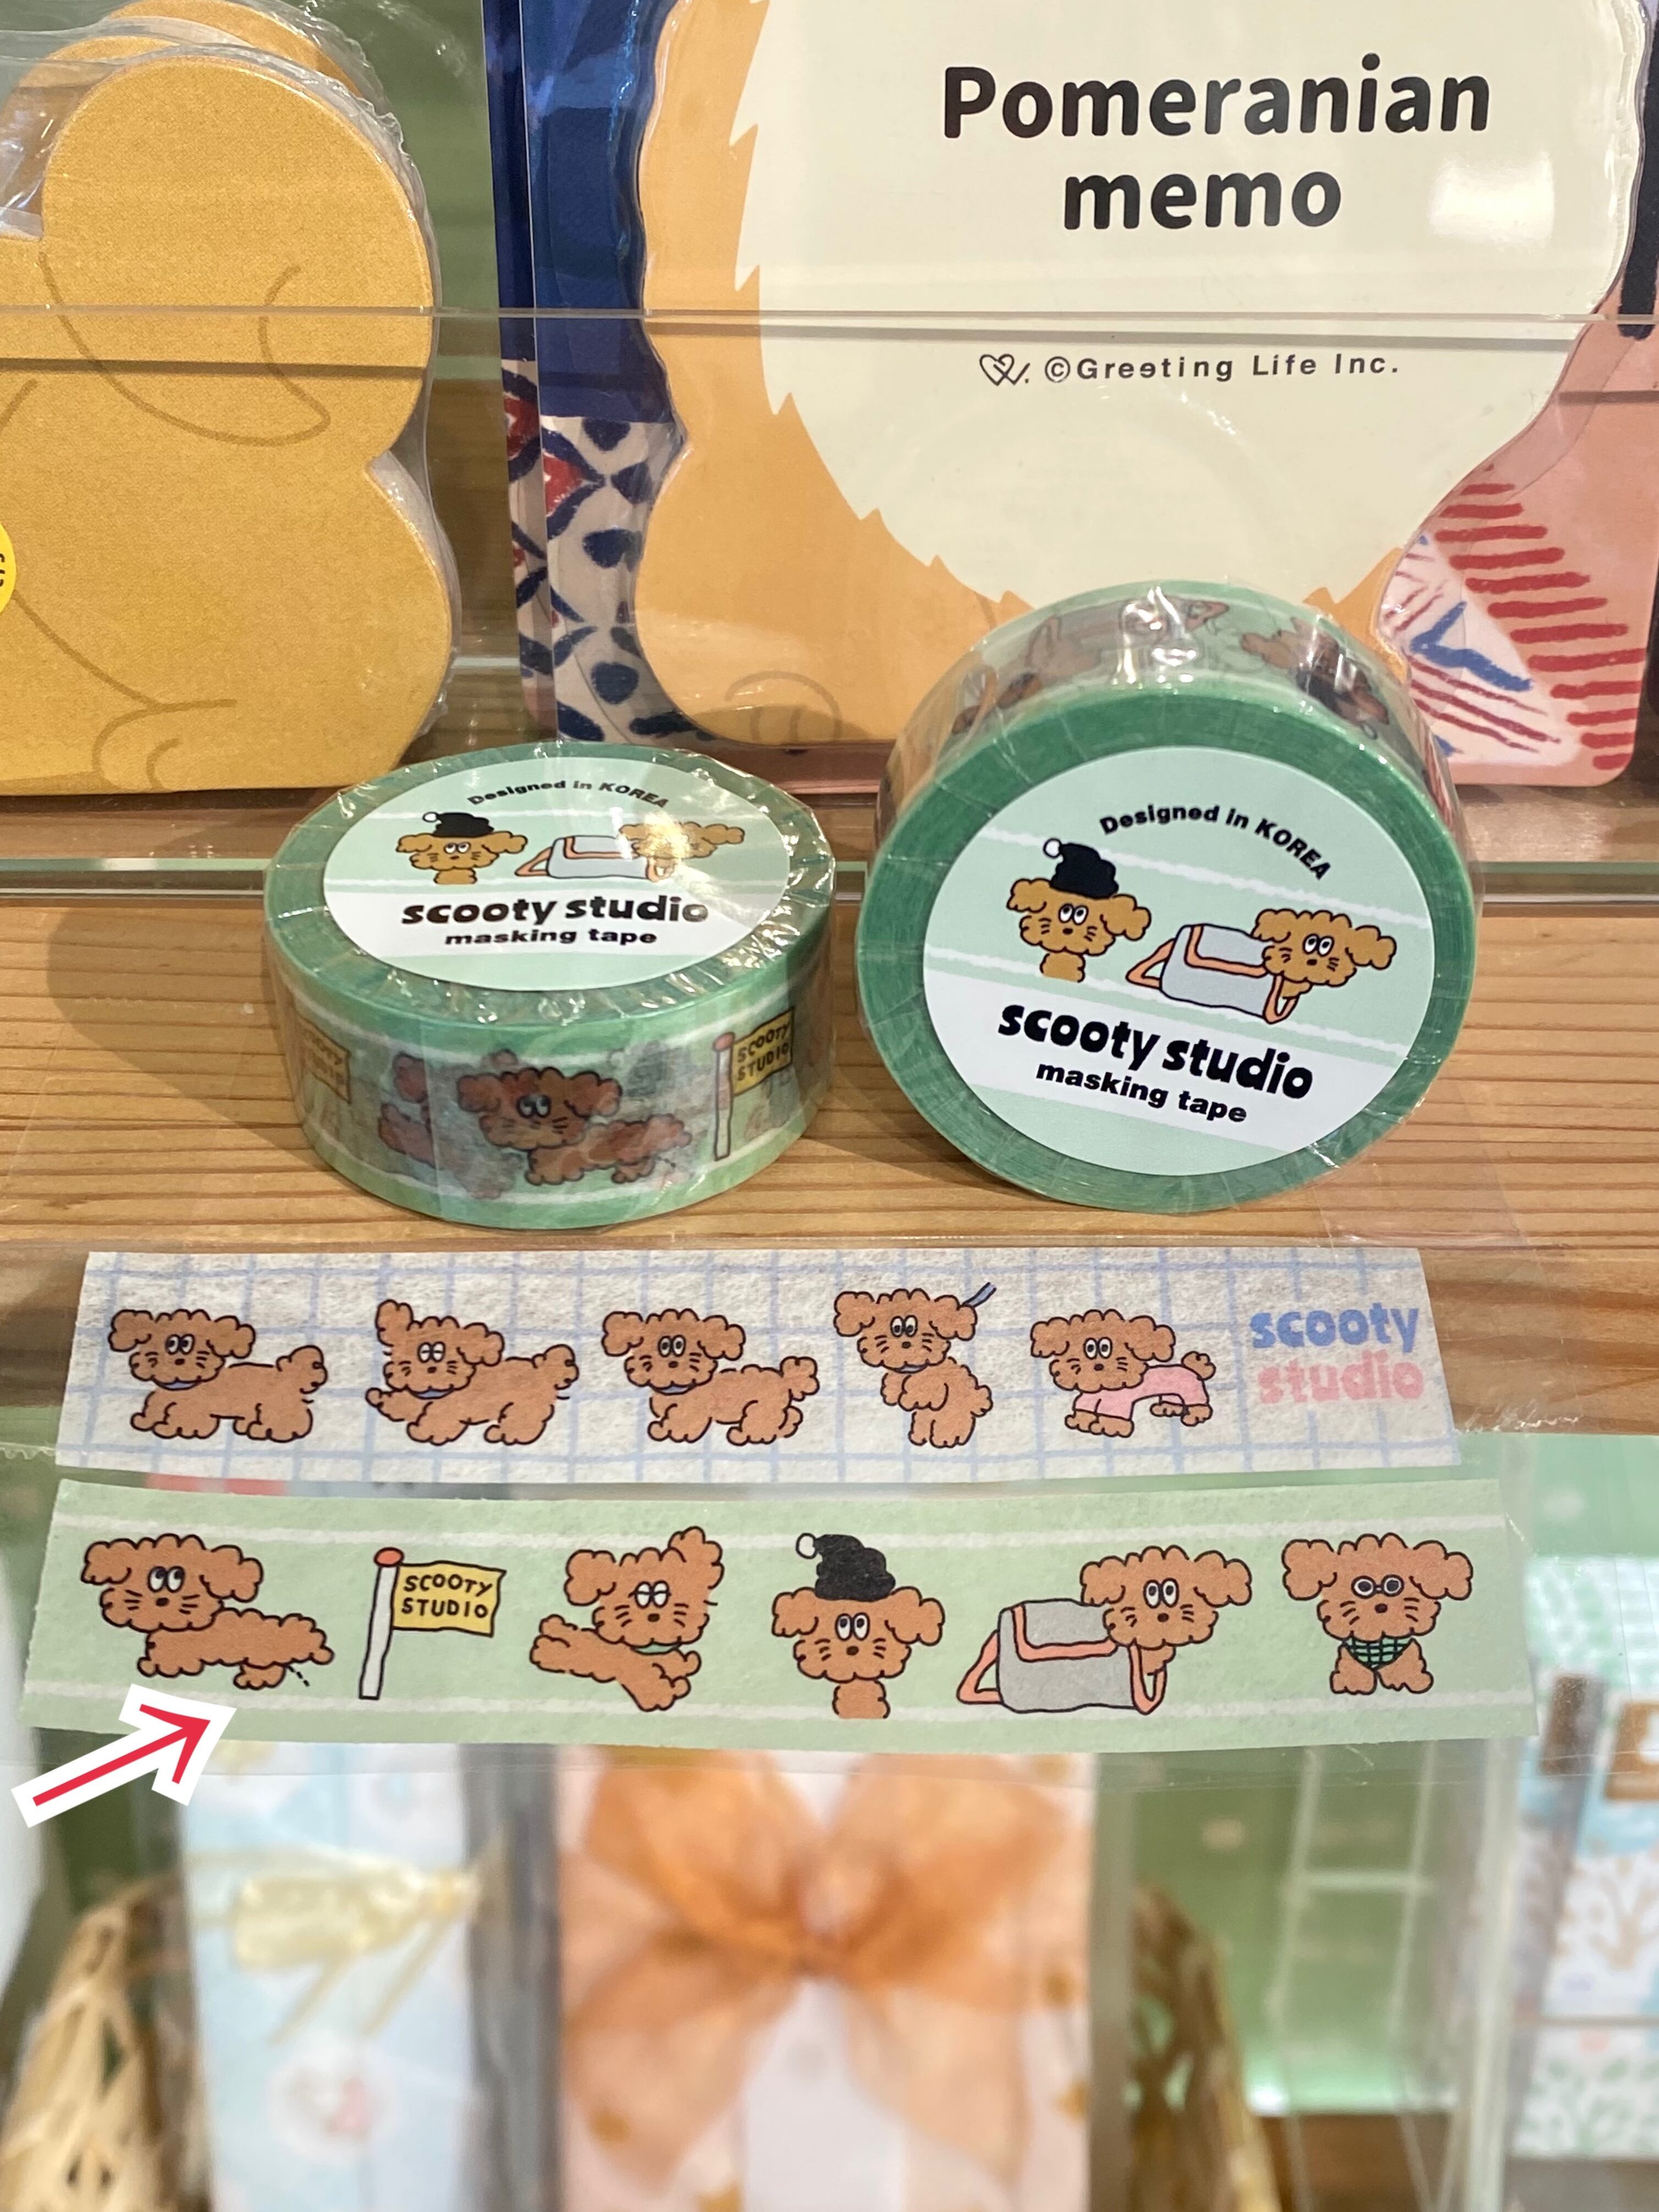 Pomeranian
memo
©Greeting Life Inc.
Designed in KOREA
scooty studio
masking tape
SCOOTY
STUDIO
Designed in KOREA
scooty studio
masking tape
scooty
studio
SCOOTY
STUDIO